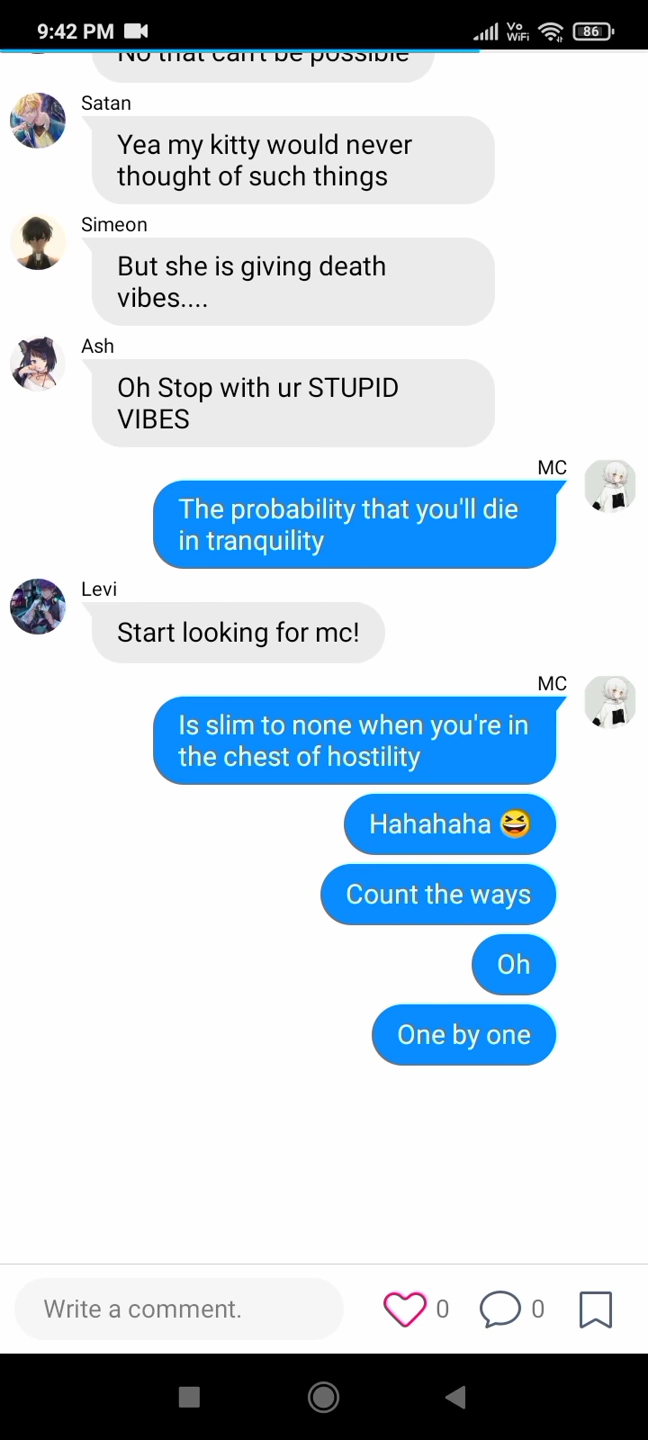 9:42 PM
Vo
WiFi
86
No that can't be possible
Satan
Yea my kitty would never
thought of such things
Simeon
But she is giving death
vibes....
Ash
Oh Stop with ur STUPID
VIBES
MC
The probability that you'll die
in tranquility
Levi
Start looking for mc!
MC
Is slim to none when you're in
the chest of hostility
Hahahaha 😆
Count the ways
Oh
One by one
Write a comment.
0
0